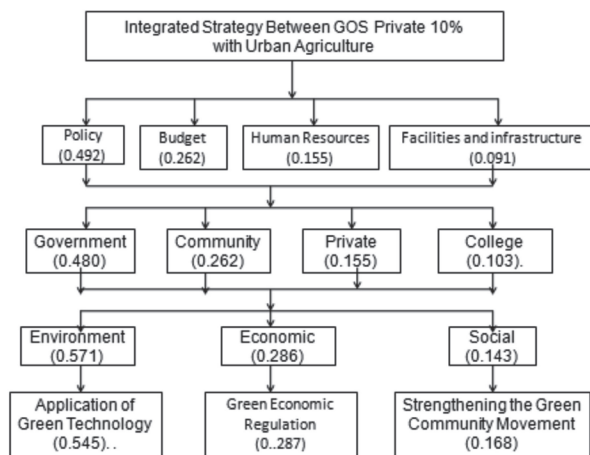 Integrated Strategy Between GOS Private 10%
with Urban Agriculture
Policy
(0.492)
Budget
(0.262)
Human Resources
(0.155)
Facilities and infrastructure
(0.091)
Government
(0.480)
Community
(0.262)
Private
(0.155)
College
(0.103).
Environment
(0.571)
Economic
(0.286)
Social
(0.143)
Application of
Green Technology
(0.545). .
Green Economic
Regulation
(0..287)
Strengthening the Green
Community Movement
(0.168)